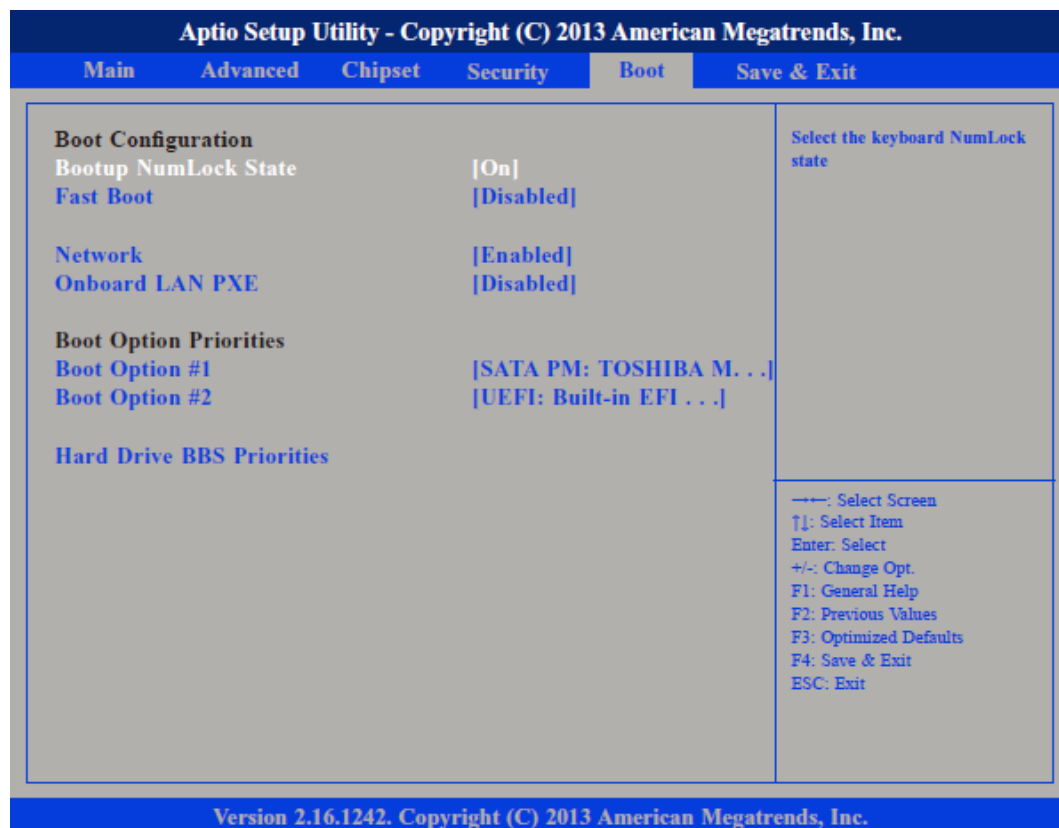 Aptio Setup Utility - Copyright (C) 2013 American Megatrends, Inc.
Main Advanced Chipset Security Boot Save & Exit
Boot Configuration
Bootup NumLock State [On]
Fast Boot [Disabled]
Network [Enabled]
Onboard LAN PXE [Disabled]
Boot Option Priorities
Boot Option #1 [SATA PM: TOSHIBA M. . .]
Boot Option #2 [UEFI: Built-in EFI . . .]
Hard Drive BBS Priorities
Select the keyboard NumLock
state
→←: Select Screen
↑↓: Select Item
Enter: Select
+/-: Change Opt.
F1: General Help
F2: Previous Values
F3: Optimized Defaults
F4: Save & Exit
ESC: Exit
Version 2.16.1242. Copyright (C) 2013 American Megatrends, Inc.